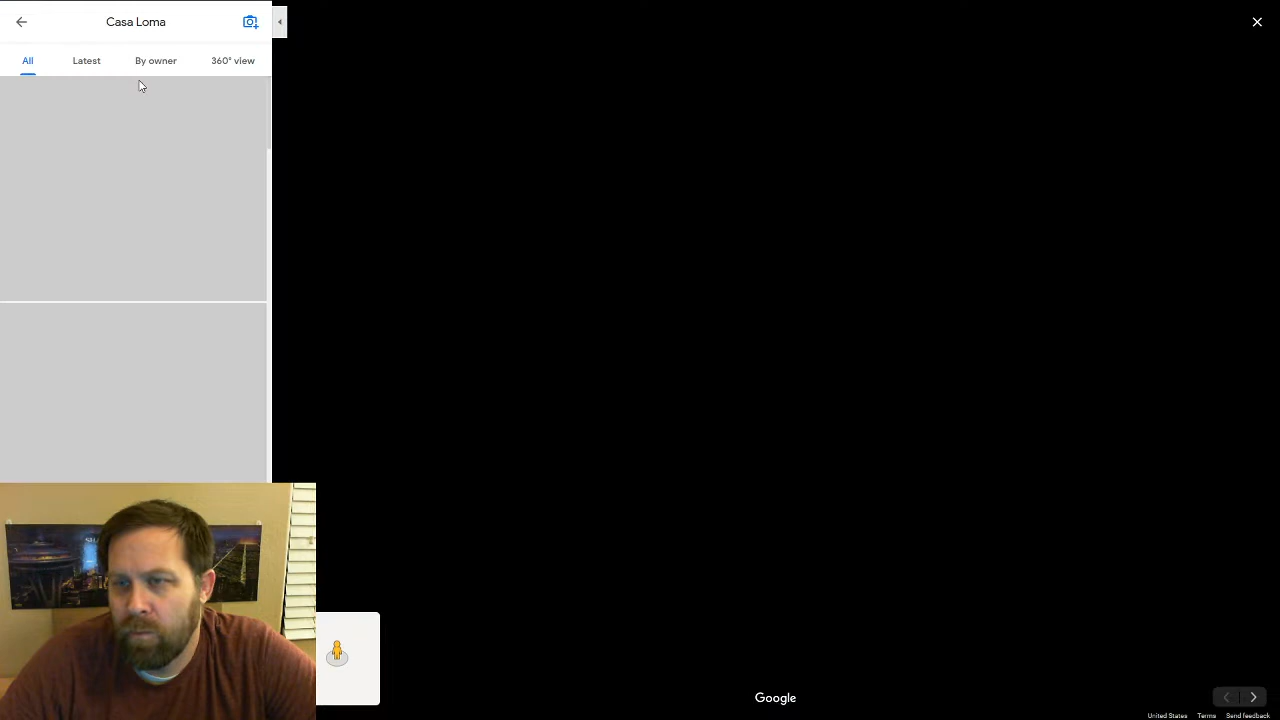 Casa Loma
All Latest By owner 360° view
Google
United States Terms Send feedback